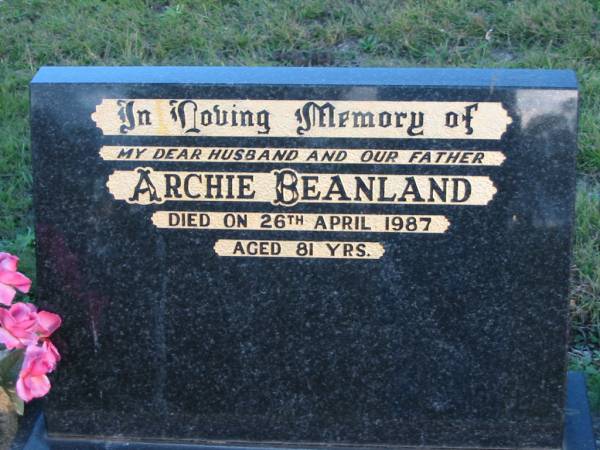 In Loving Memory of
MY DEAR HUSBAND AND OUR FATHER
ARCHIE BEANLAND
DIED ON 26TH APRIL 1987
AGED 81 YRS.